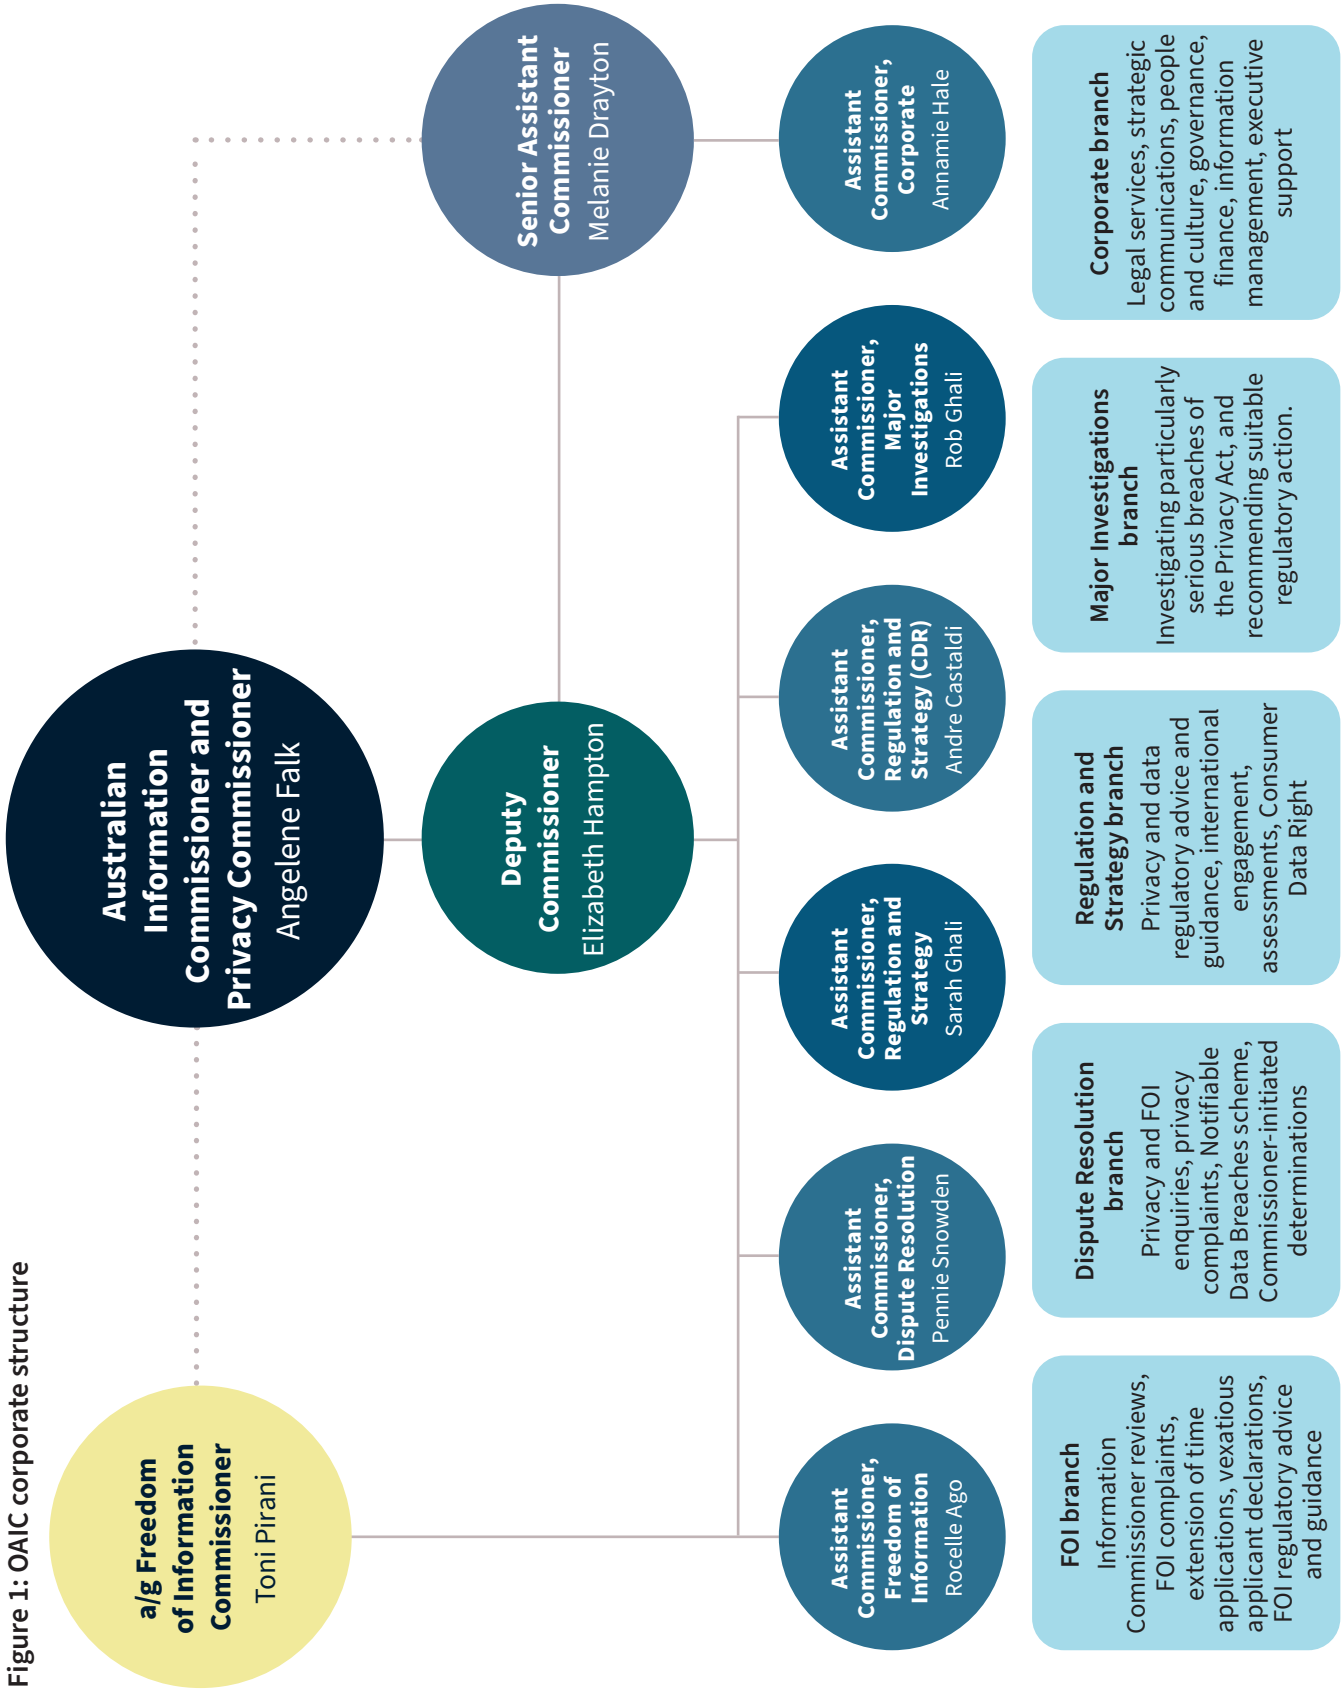 Figure 1: OAIC corporate structure
a/g Freedom
of Information
Commissioner
Toni Pirani
Australian
Information
Commissioner and
Privacy Commissioner
Angelene Falk
Deputy
Commissioner
Elizabeth Hampton
Senior Assistant
Commissioner
Melanie Drayton
Assistant
Commissioner,
Freedom of
Information
Rocelle Ago
Assistant
Commissioner,
Dispute Resolution
Pennie Snowden
Assistant
Commissioner,
Regulation and
Strategy
Sarah Ghali
Assistant
Commissioner,
Regulation and
Strategy (CDR)
Andre Castaldi
Assistant
Commissioner,
Major
Investigations
Rob Ghali
Assistant
Commissioner,
Corporate
Annamie Hale
FOI branch
Information
Commissioner reviews,
FOI complaints,
extension of time
applications, vexatious
applicant declarations,
FOI regulatory advice
and guidance
Dispute Resolution
branch
Privacy and FOI
enquiries, privacy
complaints, Notifiable
Data Breaches scheme,
Commissioner-initiated
determinations
Regulation and
Strategy branch
Privacy and data
regulatory advice and
guidance, international
engagement,
assessments, Consumer
Data Right
Major Investigations
branch
Investigating particularly
serious breaches of
the Privacy Act, and
recommending suitable
regulatory action.
Corporate branch
Legal services, strategic
communications, people
and culture, governance,
finance, information
management, executive
support